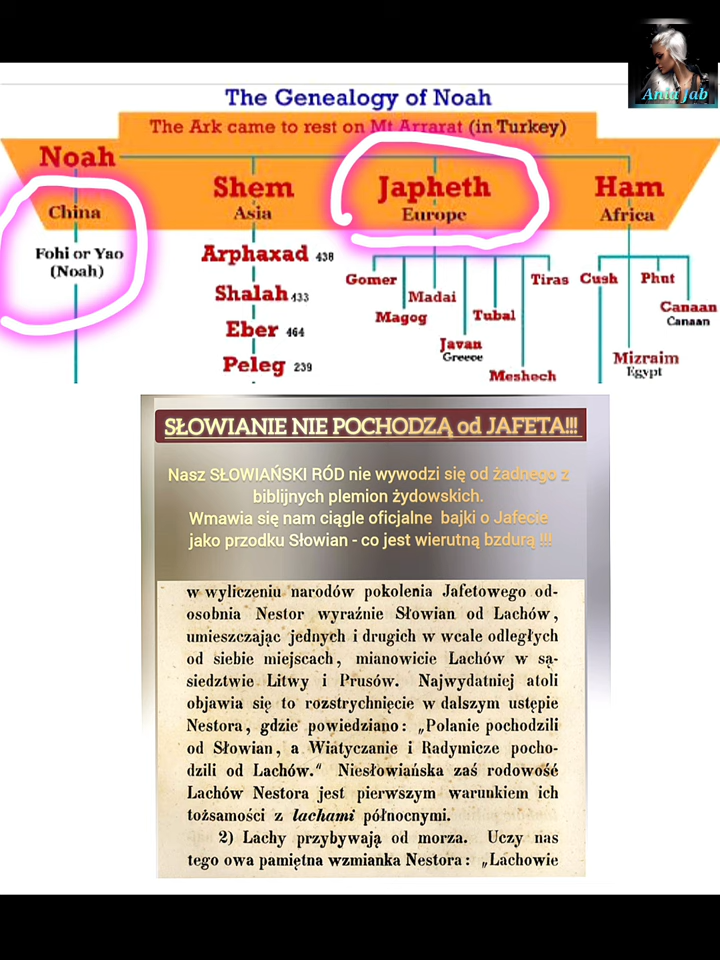 Ania Jab
The Genealogy of Noah
The Ark came to rest on Mt Arrarat (in Turkey)
Noah
China
Fohi or Yao
(Noah)
Shem
Asia
Arphaxad 438
Shalah 433
Eber 464
Peleg 239
Japheth
Europe
Gomer
Magog
Madai
Javan
Greece
Tubal
Meshech
Tiras
Ham
Africa
Cush
Mizraim
Egypt
Phut
Canaan
Canaan
SŁOWIANIE NIE POCHODZĄ od JAFETA!!!
Nasz SŁOWIAŃSKI RÓD nie wywodzi się od żadnego z
biblijnych plemion żydowskich.
Wmawia się nam ciągle oficjalne bajki o Jafecie
jako przodku Słowian - co jest wierutną bzdurą !!!
w wyliczeniu narodów pokolenia Jafetowego od-
osobnia Nestor wyraźnie Słowian od Lachów,
umieszczając jednych i drugich w wcale odległych
od siebie miejscach, mianowicie Lachów w są-
siedztwie Litwy i Prusów. Najwydatniej atoli
objawia się to rozstrychnięcie w dalszym ustępie
Nestora, gdzie powiedziano: „Polanie pochodzili
od Słowian, a Wiatyczanie i Radymicze pocho-
dzili od Lachów." Niesłowiańska zaś rodowość
Lachów Nestora jest pierwszym warunkiem ich
tożsamości z lachami północnymi.
2) Lachy przybywają od morza. Uczy nas
tego owa pamiętna wzmianka Nestora: „Lachowie